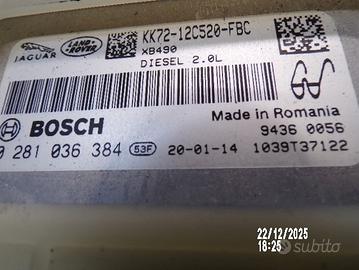 JAGUAR
LAND-ROVER
KK72-12C520-FBC
XB490
DIESEL 2.0L
BOSCH
Made in Romania
9436 0056
0 281 036 384 53F 20-01-14 1039T37122
22/12/2025
18:25
subito